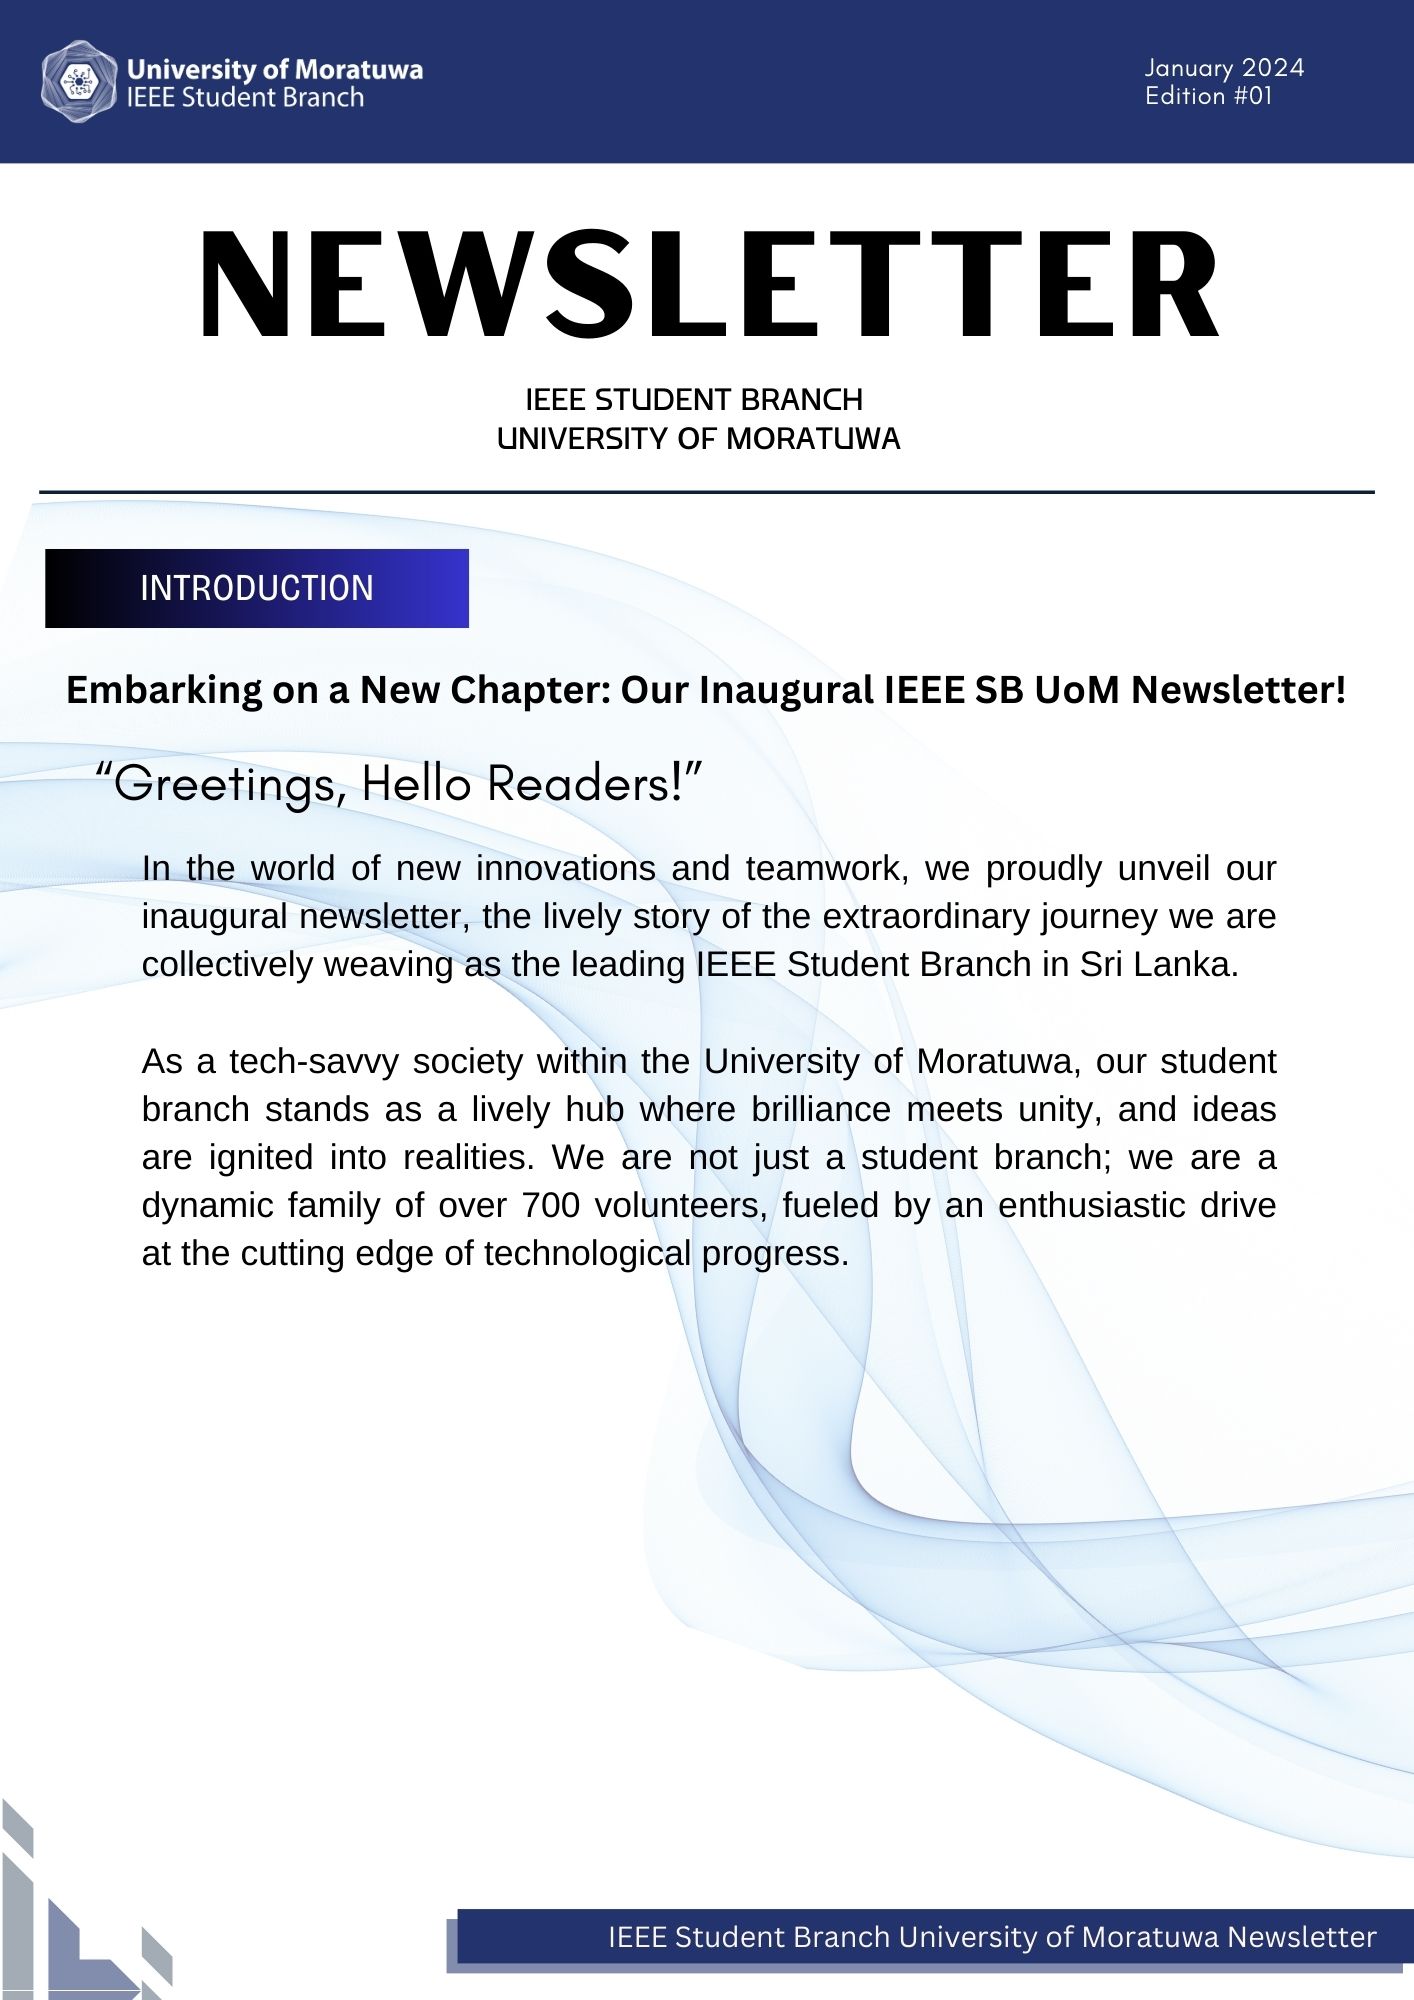 University of Moratuwa
IEEE Student Branch
January 2024
Edition #01
NEWSLETTER
IEEE STUDENT BRANCH
UNIVERSITY OF MORATUWA
INTRODUCTION
Embarking on a New Chapter: Our Inaugural IEEE SB UoM Newsletter!
“Greetings, Hello Readers!”
In the world of new innovations and teamwork, we proudly unveil our
inaugural newsletter, the lively story of the extraordinary journey we are
collectively weaving as the leading IEEE Student Branch in Sri Lanka.
As a tech-savvy society within the University of Moratuwa, our student
branch stands as a lively hub where brilliance meets unity, and ideas
are ignited into realities. We are not just a student branch; we are a
dynamic family of over 700 volunteers, fueled by an enthusiastic drive
at the cutting edge of technological progress.
IEEE Student Branch University of Moratuwa Newsletter